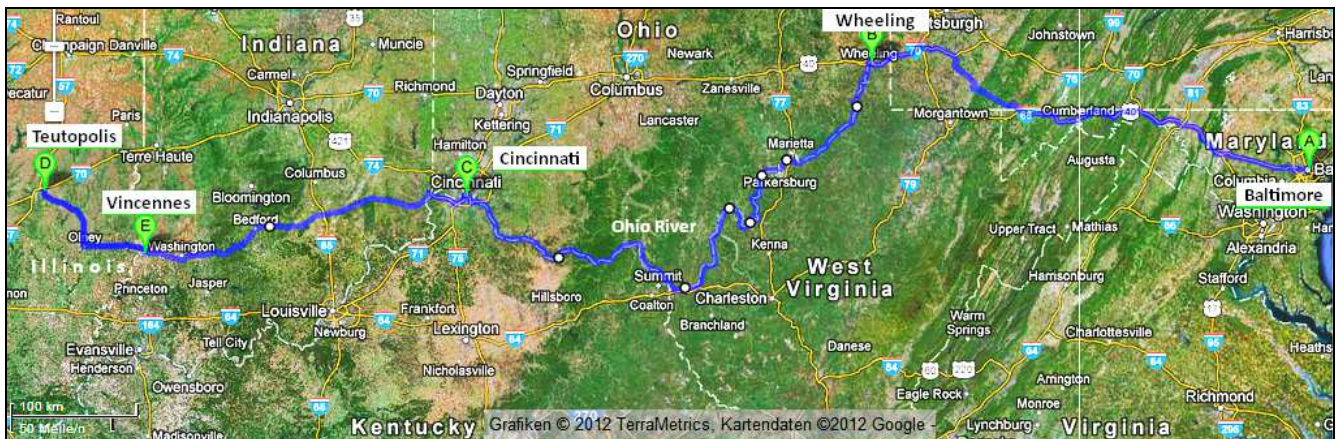 Rantoul
Champaign Danville
Muncie
Indiana
Ohio
Wheeling
Johnstown
Harrisb
Newark
Springfield
Columbus
Zanesville
Carmel
Richmond
Dayton
Kettering
Indianapolis
ecatur
Paris
Lancaster
Morgantown
Cumberland
Teutopolis
Terre Haute
Hamilton
Cincinnati
Marietta
Maryland
Columbus
Bloomington
Cincinnati
Parkersburg
Augusta
Columbia
Baltimore
Vincennes
Bedford
Washington
Olney
Washington
Ohio River
Kenna
Upper Tract
Mathias
Alexandria
Illinois
Jasper
Princeton
Hillsboro
Summit
Coalton
Charleston
West
Virginia
Harrisonburg
Stafford
Louisville
Frankfort
Newburg
Lexington
Branchland
Warm
Springs
Charlottesville
Evansville
Henderson
Tell City
Nicholasville
Danese
Heaths
Owensboro
Eagle Rock
Arrington
Monroe
Richmond
100 km
50 Meile/n
Madisonville
Kentucky
Grafiken © 2012 TerraMetrics, Kartendaten ©2012 Google -
Lynchburg
Virginia